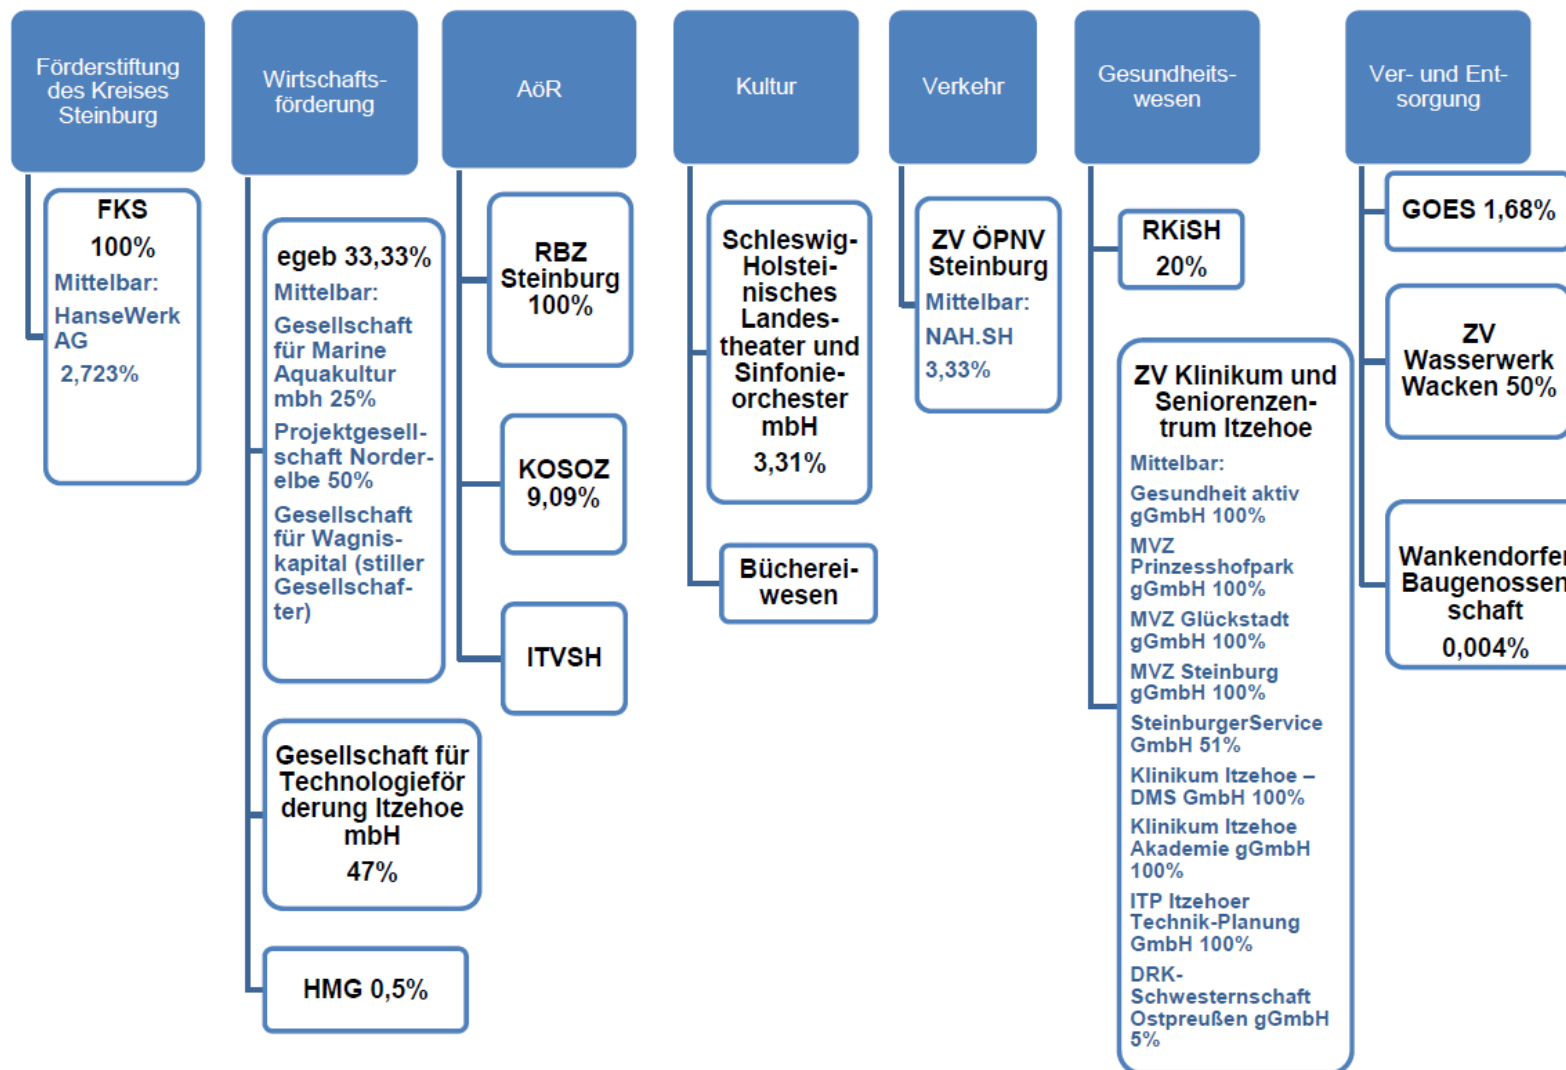 Förderstiftung
des Kreises
Steinburg
FKS
100%
Mittelbar:
HanseWerk
AG
2,723%
Wirtschafts-
förderung
egeb 33,33%
Mittelbar:
Gesellschaft
für Marine
Aquakultur
mbh 25%
Projektgesell-
schaft Norder-
elbe 50%
Gesellschaft
für Wagnis-
kapital (stiller
Gesellschaf-
ter)
Gesellschaft für
Technologieför
derung Itzehoe
mbH
47%
HMG 0,5%
AöR
RBZ
Steinburg
100%
KOSOZ
9,09%
ITVSH
Kultur
Schleswig-
Holstei-
nisches
Landes-
theater und
Sinfonie-
orchester
mbH
3,31%
Bücherei-
wesen
Verkehr
ZV ÖPNV
Steinburg
Mittelbar:
NAH.SH
3,33%
Gesundheits-
wesen
RKiSH
20%
ZV Klinikum und
Seniorenzen-
trum Itzehoe
Mittelbar:
Gesundheit aktiv
gGmbH 100%
MVZ
Prinzesshofpark
gGmbH 100%
MVZ Glückstadt
gGmbH 100%
MVZ Steinburg
gGmbH 100%
SteinburgerService
GmbH 51%
Klinikum Itzehoe –
DMS GmbH 100%
Klinikum Itzehoe
Akademie gGmbH
100%
ITP Itzehoer
Technik-Planung
GmbH 100%
DRK-
Schwesternschaft
Ostpreußen gGmbH
5%
Ver- und Ent-
sorgung
GOES 1,68%
ZV
Wasserwerk
Wacken 50%
Wankendorfer
Baugenossen
schaft
0,004%